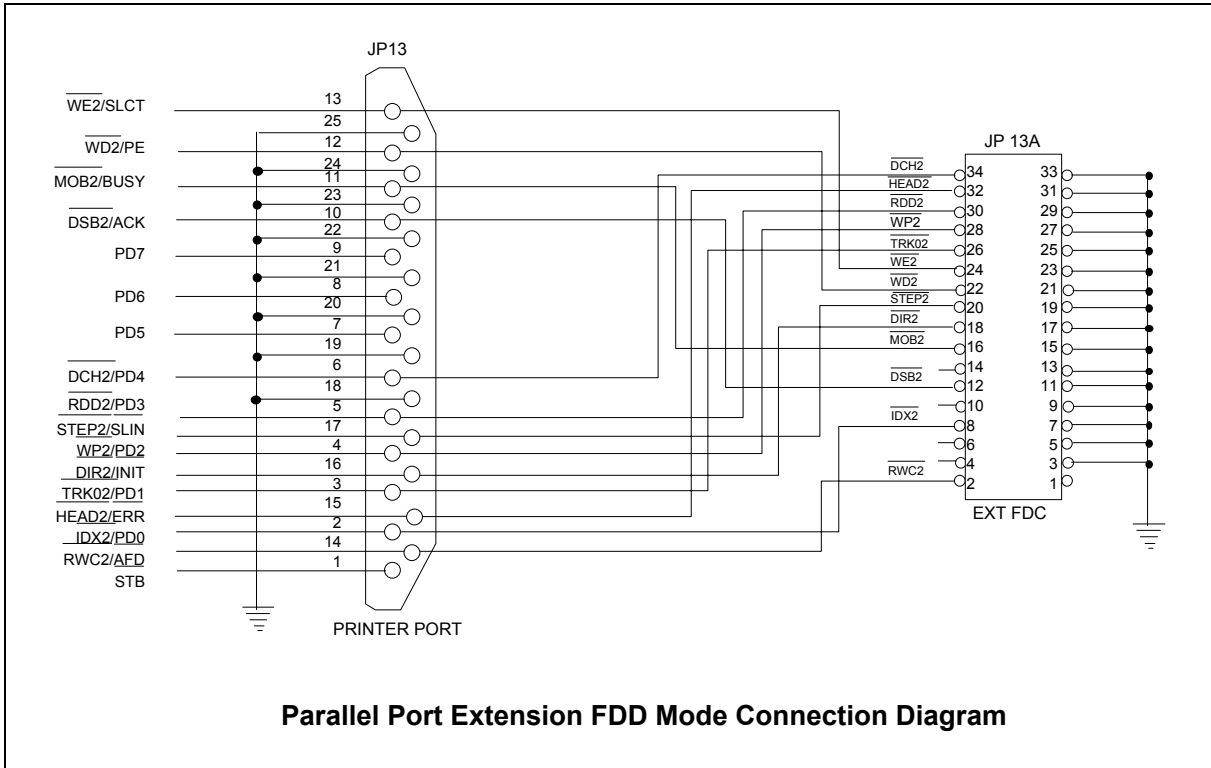 JP13
WE2/SLCT
WD2/PE
MOB2/BUSY
DSB2/ACK
PD7
PD6
PD5
DCH2/PD4
RDD2/PD3
STEP2/SLIN
WP2/PD2
DIR2/INIT
TRK02/PD1
HEAD2/ERR
IDX2/PD0
RWC2/AFD
STB
13
25
12
24
11
23
10
22
9
21
8
20
7
19
6
18
5
17
4
16
3
15
2
14
1
PRINTER PORT
JP 13A
DCH2
HEAD2
RDD2
WP2
TRK02
WE2
WD2
STEP2
DIR2
MOB2
DSB2
IDX2
RWC2
34 33
32 31
30 29
28 27
26 25
24 23
22 21
20 19
18 17
16 15
14 13
12 11
10 9
8 7
6 5
4 3
2 1
EXT FDC
Parallel Port Extension FDD Mode Connection Diagram